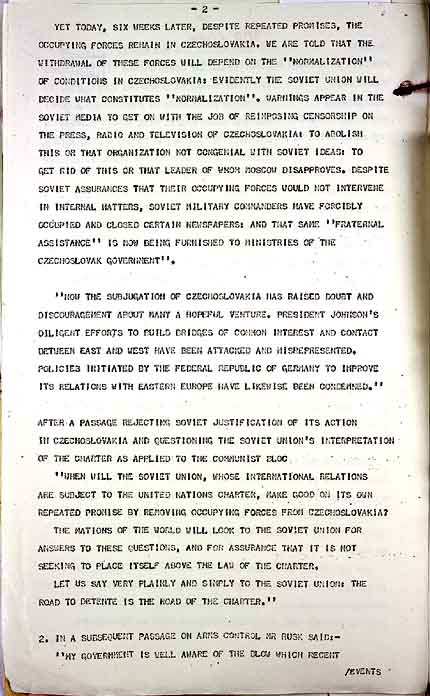 - 2 -
YET TODAY, SIX WEEKS LATER, DESPITE REPEATED PROMISES, THE
OCCUPYING FORCES REMAIN IN CZECHOSLOVAKIA. WE ARE TOLD THAT THE
WITHDRAWAL OF THESE FORCES WILL DEPEND ON THE ''NORMALIZATION''
OF CONDITIONS IN CZECHOSLOVAKIA: EVIDENTLY THE SOVIET UNION WILL
DECIDE WHAT CONSTITUTES ''NORMALIZATION''. WARNINGS APPEAR IN THE
SOVIET MEDIA TO GET ON WITH THE JOB OF REIMPOSING CENSORSHIP ON
THE PRESS, RADIO AND TELEVISION OF CZECHOSLOVAKIA: TO ABOLISH
THIS OR THAT ORGANIZATION NOT CONGENIAL WITH SOVIET IDEAS: TO
GET RID OF THIS OR THAT LEADER OF WHOM MOSCOW DISAPPROVES. DESPITE
SOVIET ASSURANCES THAT THEIR OCCUPYING FORCES WOULD NOT INTERVENE
IN INTERNAL MATTERS, SOVIET MILITARY COMMANDERS HAVE FORCIBLY
OCCUPIED AND CLOSED CERTAIN NEWSPAPERS: AND THAT SAME ''FRATERNAL
ASSISTANCE'' IS NOW BEING FURNISHED TO MINISTRIES OF THE
CZECHOSLOVAK GOVERNMENT''.
''NOW THE SUBJUGATION OF CZECHOSLOVAKIA HAS RAISED DOUBT AND
DISCOURAGEMENT ABOUT MANY A HOPEFUL VENTURE. PRESIDENT JOHNSON'S
DILIGENT EFFORTS TO BUILD BRIDGES OF COMMON INTEREST AND CONTACT
BETWEEN EAST AND WEST HAVE BEEN ATTACKED AND MISREPRESENTED.
POLICIES INITIATED BY THE FEDERAL REPUBLIC OF GERMANY TO IMPROVE
ITS RELATIONS WITH EASTERN EUROPE HAVE LIKEWISE BEEN CONDEMNED.''
AFTER A PASSAGE REJECTING SOVIET JUSTIFICATION OF ITS ACTION
IN CZECHOSLOVAKIA AND QUESTIONING THE SOVIET UNION'S INTERPRETATION
OF THE CHARTER AS APPLIED TO THE COMMUNIST BLOC
''WHEN WILL THE SOVIET UNION, WHOSE INTERNATIONAL RELATIONS
ARE SUBJECT TO THE UNITED NATIONS CHARTER, MAKE GOOD ON ITS OWN
REPEATED PROMISE BY REMOVING OCCUPYING FORCES FROM CZECHOSLOVAKIA?
THE NATIONS OF THE WORLD WILL LOOK TO THE SOVIET UNION FOR
ANSWERS TO THESE QUESTIONS, AND FOR ASSURANCE THAT IT IS NOT
SEEKING TO PLACE ITSELF ABOVE THE LAW OF THE CHARTER.
LET US SAY VERY PLAINLY AND SIMPLY TO THE SOVIET UNION: THE
ROAD TO DETENTE IS THE ROAD OF THE CHARTER.''
2. IN A SUBSEQUENT PASSAGE ON ARMS CONTROL MR RUSK SAID:-
''MY GOVERNMENT IS WELL AWARE OF THE BLOW WHICH RECENT
/EVENTS